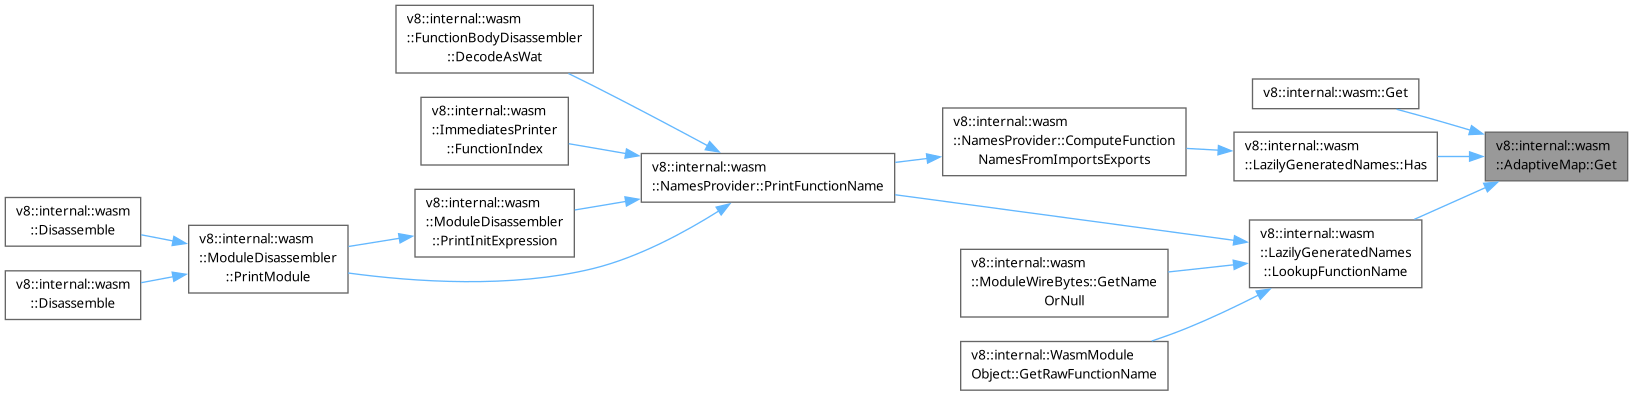 v8::internal::wasm
::FunctionBodyDisassembler
::DecodeAsWat
v8::internal::wasm
::ImmediatesPrinter
::FunctionIndex
v8::internal::wasm
::ModuleDisassembler
::PrintInitExpression
v8::internal::wasm
::Disassemble
v8::internal::wasm
::Disassemble
v8::internal::wasm
::ModuleDisassembler
::PrintModule
v8::internal::wasm
::NamesProvider::PrintFunctionName
v8::internal::wasm
::NamesProvider::ComputeFunction
NamesFromImportsExports
v8::internal::wasm
::ModuleWireBytes::GetName
OrNull
v8::internal::WasmModule
Object::GetRawFunctionName
v8::internal::wasm::Get
v8::internal::wasm
::LazilyGeneratedNames::Has
v8::internal::wasm
::LazilyGeneratedNames
::LookupFunctionName
v8::internal::wasm
::AdaptiveMap::Get